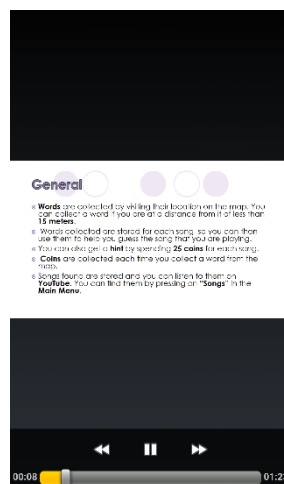 General
Words are collected by visiting their location on the map. You
can collect a word if you are at a distance from it of less than
15 meters.
Words collected are stored for each song, so you can then
use them to help you guess the song that you are playing.
You can also get a hint by spending 25 coins for each song.
Coins are collected each time you collect a word from the
map.
Songs found are stored and you can listen to them on
YouTube. You can find them by pressing on "Songs" in the
Main Menu.
00:08